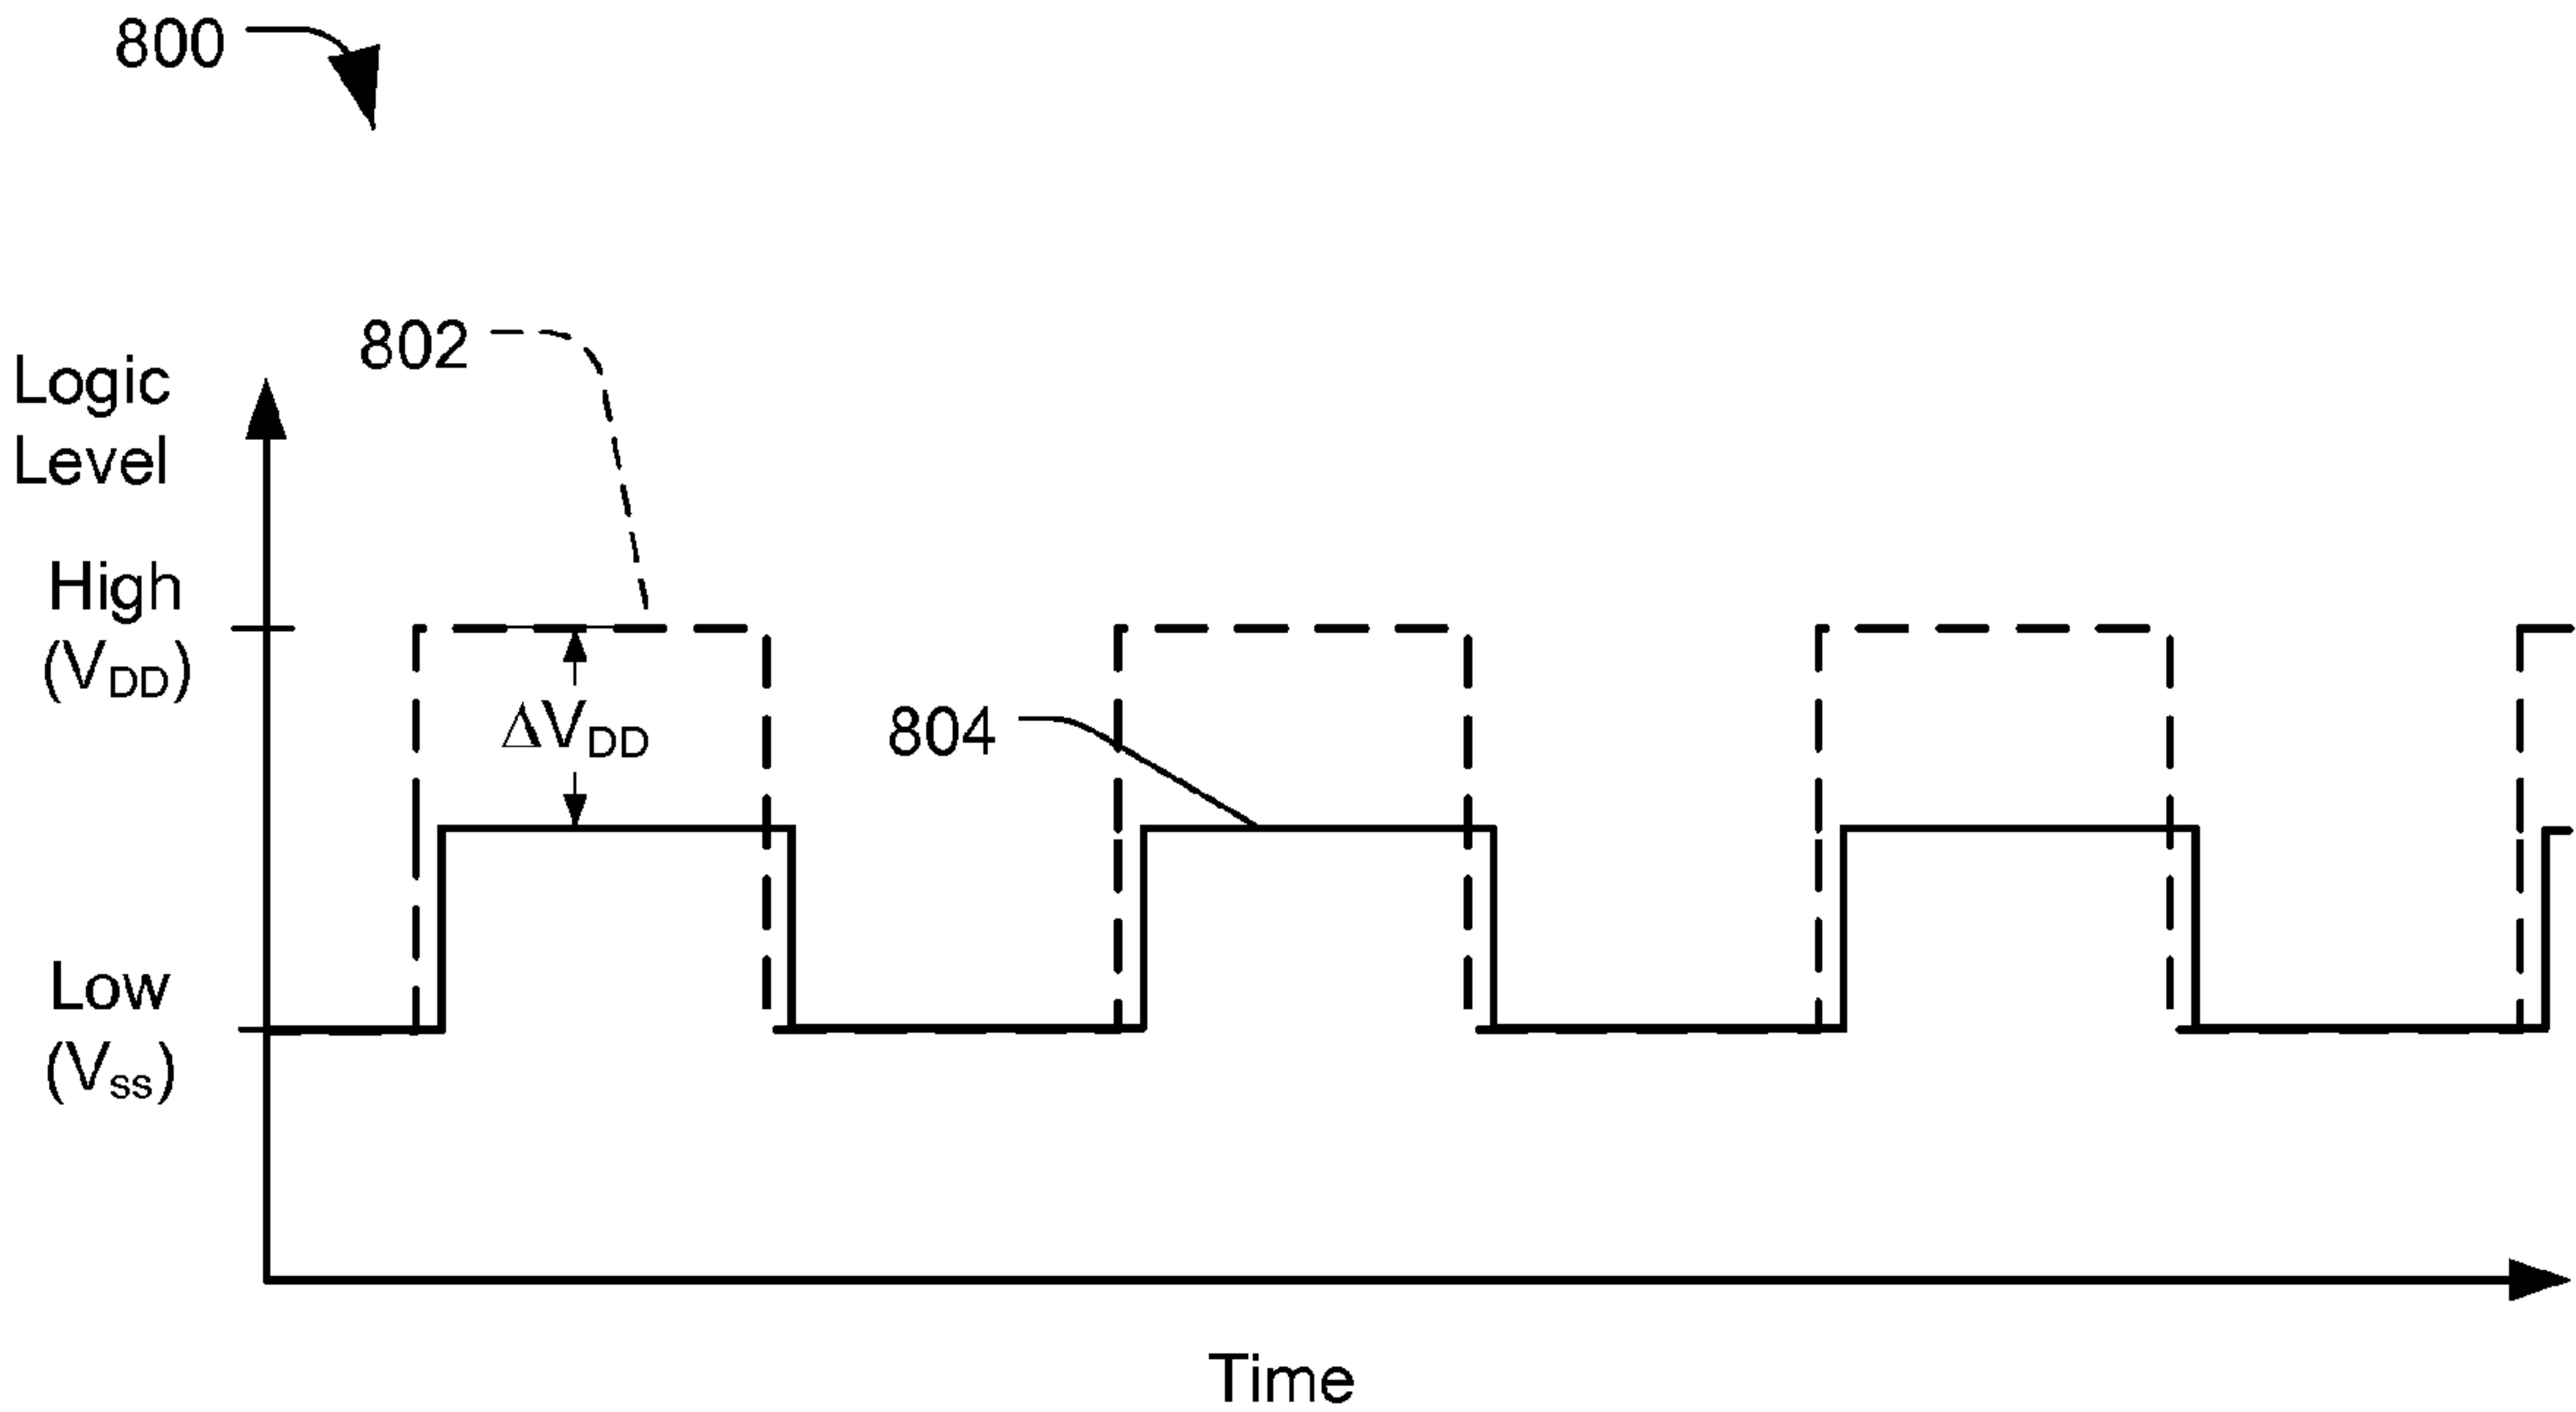 800
802
Logic
Level
High
(VDD)
ΔVDD
804
Low
(Vss)
Time